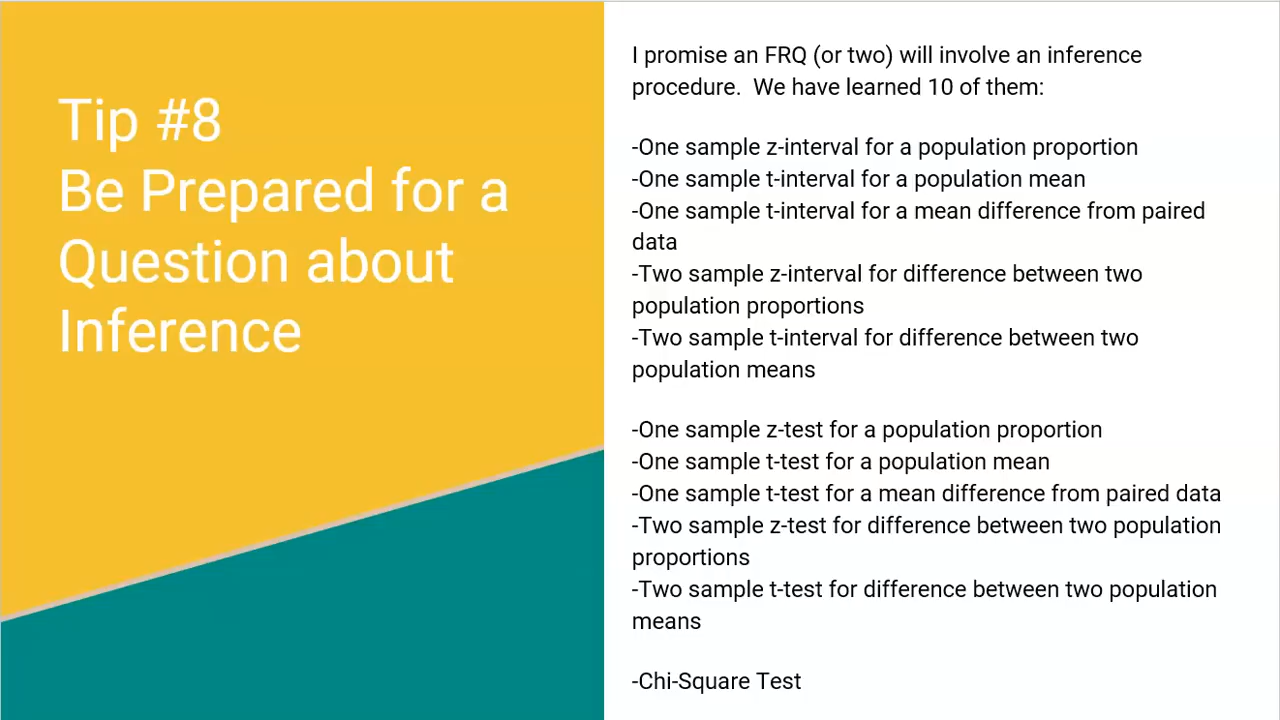 Tip #8
Be Prepared for a
Question about
Inference
I promise an FRQ (or two) will involve an inference
procedure.  We have learned 10 of them:
-One sample z-interval for a population proportion
-One sample t-interval for a population mean
-One sample t-interval for a mean difference from paired
data
-Two sample z-interval for difference between two
population proportions
-Two sample t-interval for difference between two
population means
-One sample z-test for a population proportion
-One sample t-test for a population mean
-One sample t-test for a mean difference from paired data
-Two sample z-test for difference between two population
proportions
-Two sample t-test for difference between two population
means
-Chi-Square Test